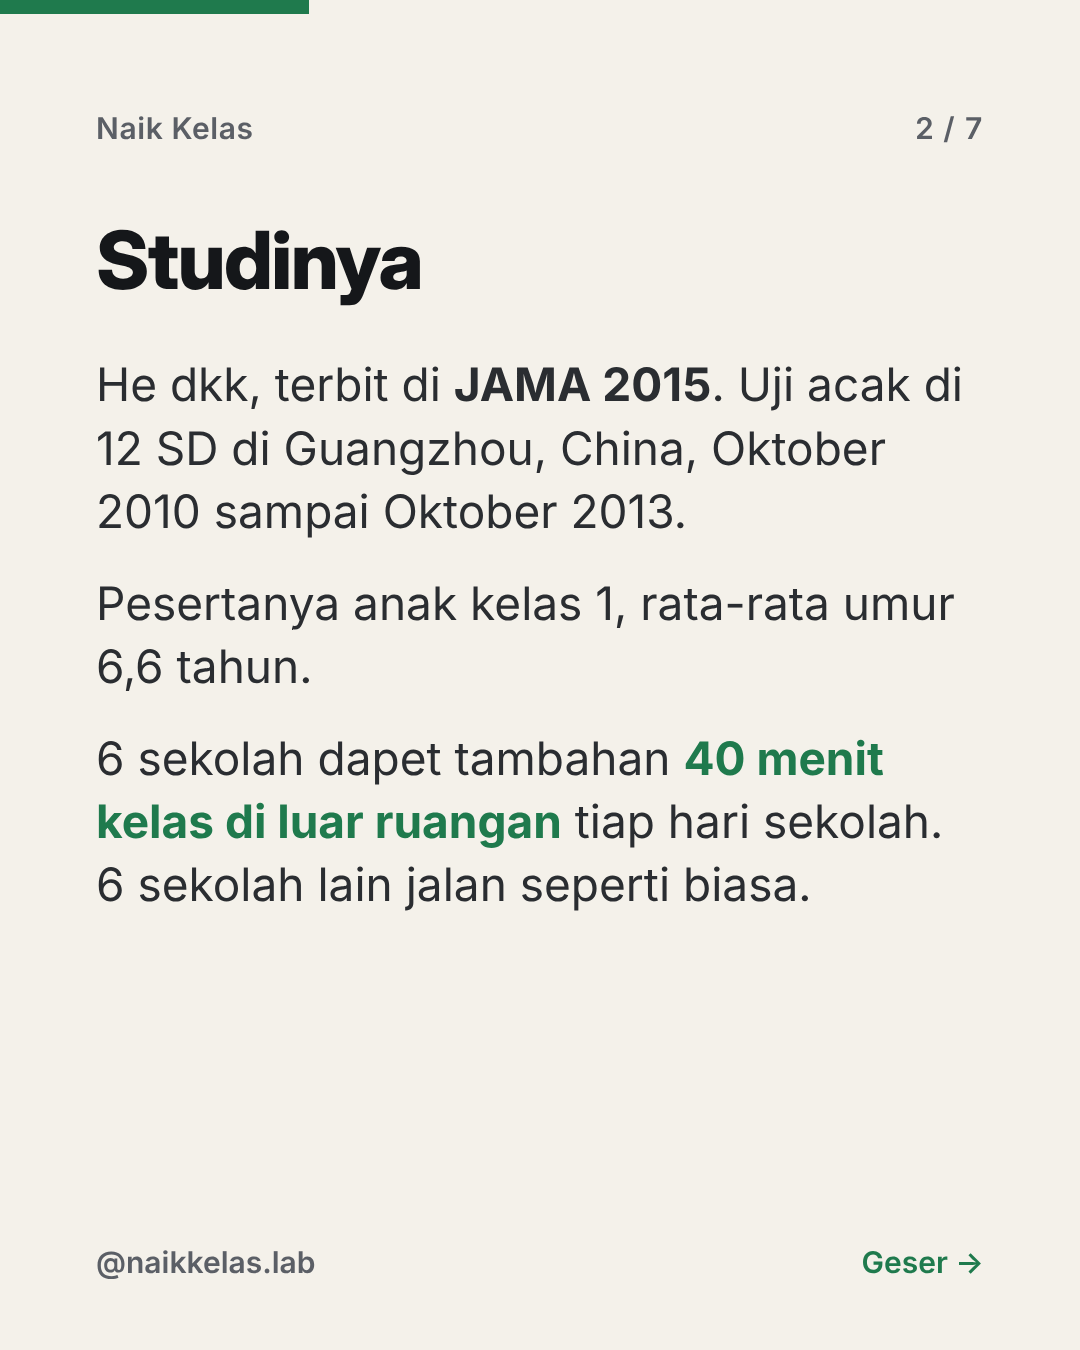 Naik Kelas
2 / 7
Studinya
He dkk, terbit di JAMA 2015. Uji acak di
12 SD di Guangzhou, China, Oktober
2010 sampai Oktober 2013.
Pesertanya anak kelas 1, rata-rata umur
6,6 tahun.
6 sekolah dapet tambahan 40 menit
kelas di luar ruangan tiap hari sekolah.
6 sekolah lain jalan seperti biasa.
@naikkelas.lab
Geser →